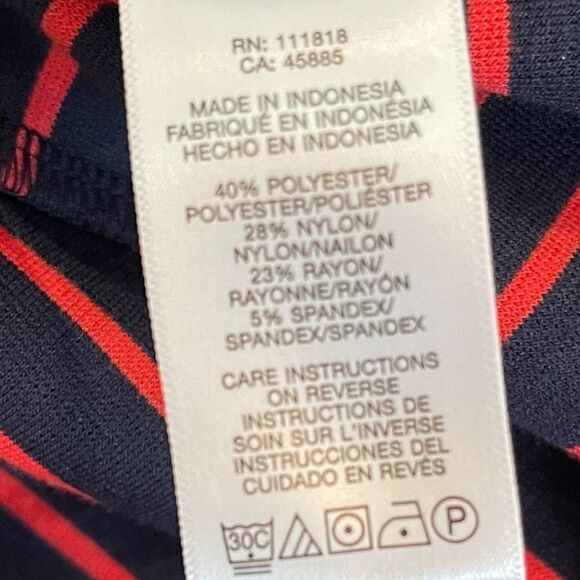 RN: 111818
CA: 45885
MADE IN INDONESIA
FABRIQUÉ EN INDONÉSIA
HECHO EN INDONESIA
40% POLYESTER/
POLYESTER/POLIÉSTER
28% NYLON/
NYLON/NAILON
23% RAYON/
RAYONNE/RAYÓN
5% SPANDEX/
SPANDEX/SPANDEX
CARE INSTRUCTIONS
ON REVERSE
INSTRUCTIONS DE
SOIN SUR L'INVERSE
INSTRUCCIONES DEL
CUIDADO EN REVÉS
30C P